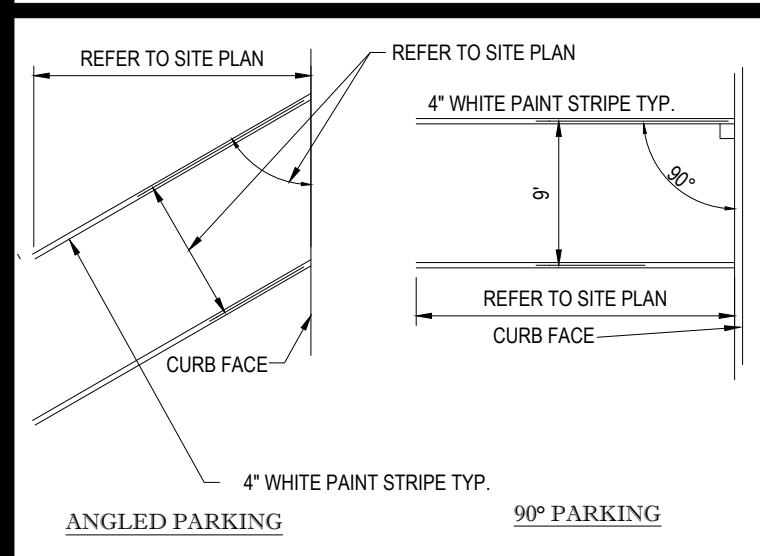 REFER TO SITE PLAN
REFER TO SITE PLAN
4" WHITE PAINT STRIPE TYP.
90°
9'
REFER TO SITE PLAN
CURB FACE
CURB FACE
4" WHITE PAINT STRIPE TYP.
ANGLED PARKING
90° PARKING